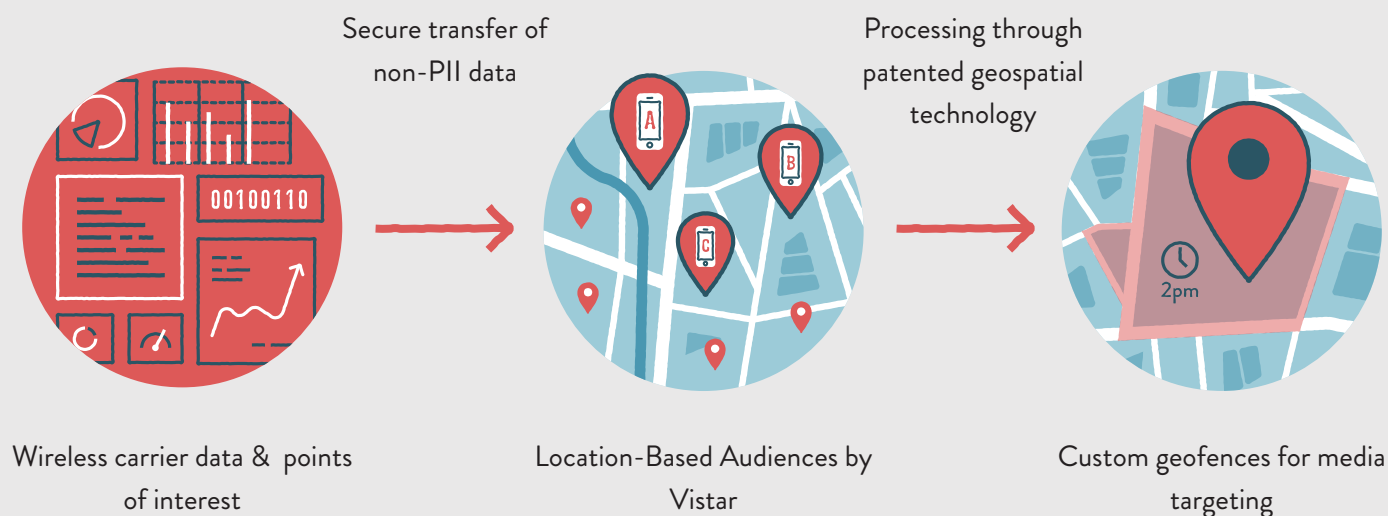 Secure transfer of
non-PII data
Processing through
patented geospatial
technology
00100110
A
B
C
2pm
Wireless carrier data & points
of interest
Location-Based Audiences by
Vistar
Custom geofences for media
targeting